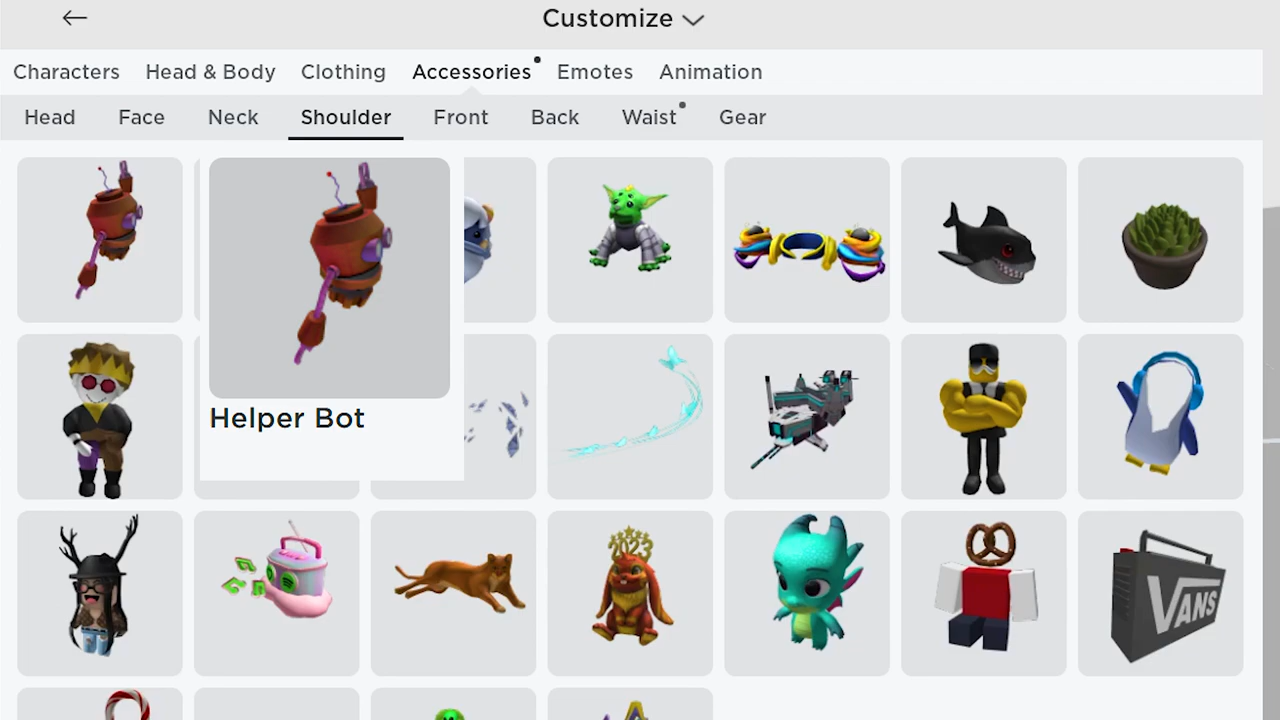 Customize
Characters Head & Body Clothing Accessories Emotes Animation
Head Face Neck Shoulder Front Back Waist Gear
Helper Bot
2023
VANS